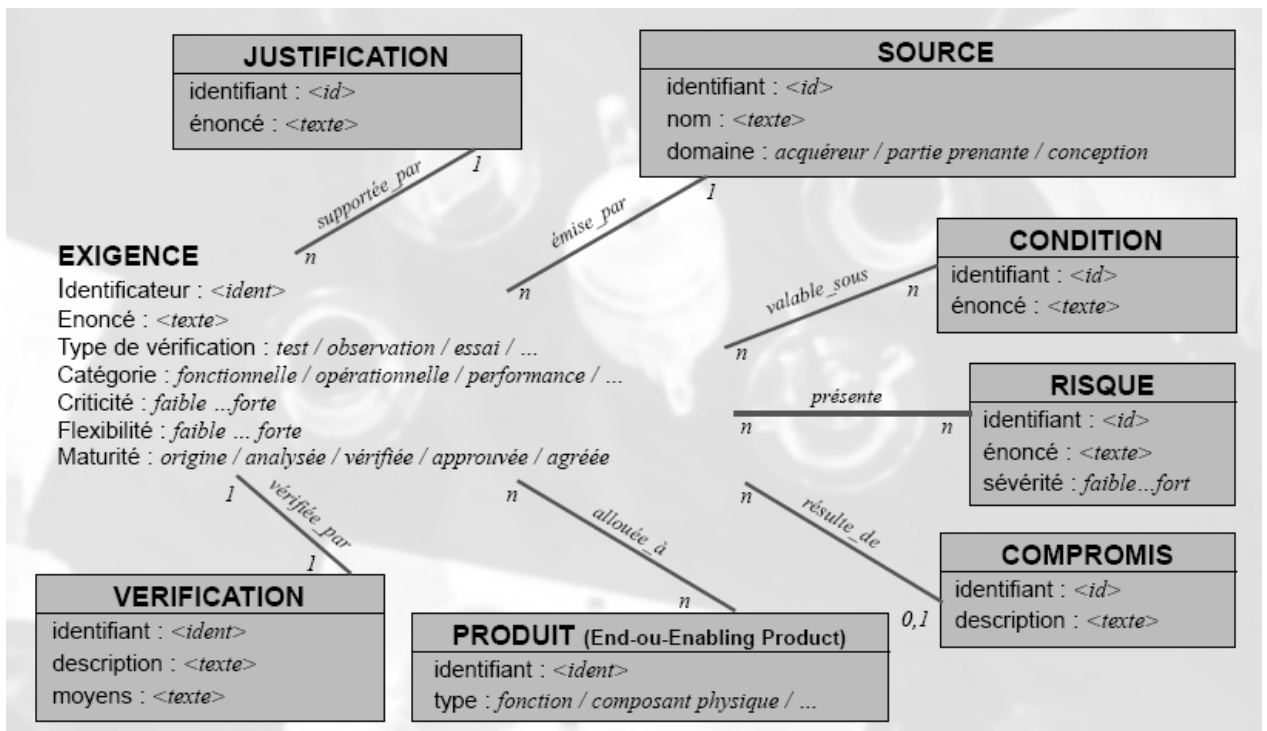 JUSTIFICATION
identifiant : <id>
énoncé : <texte>
SOURCE
identifiant : <id>
nom : <texte>
domaine : acquéreur / partie prenante / conception
supportée_par
1
n
émise_par
1
n
EXIGENCE
Identificateur : <ident>
Enoncé : <texte>
Type de vérification : test / observation / essai / ...
Catégorie : fonctionnelle / opérationnelle / performance / ...
Criticité : faible ...forte
Flexibilité : faible ... forte
Maturité : origine / analysée / vérifiée / approuvée / agréée
valable_sous
n
n
CONDITION
identifiant : <id>
énoncé : <texte>
présente
n
n
RISQUE
identifiant : <id>
énoncé : <texte>
sévérité : faible...fort
1
vérifiée_par
1
n
allouée_à
n
n
résulte_de
0,1
COMPROMIS
identifiant : <id>
description : <texte>
VERIFICATION
identifiant : <ident>
description : <texte>
moyens : <texte>
PRODUIT (End-ou-Enabling Product)
identifiant : <ident>
type : fonction / composant physique / ...